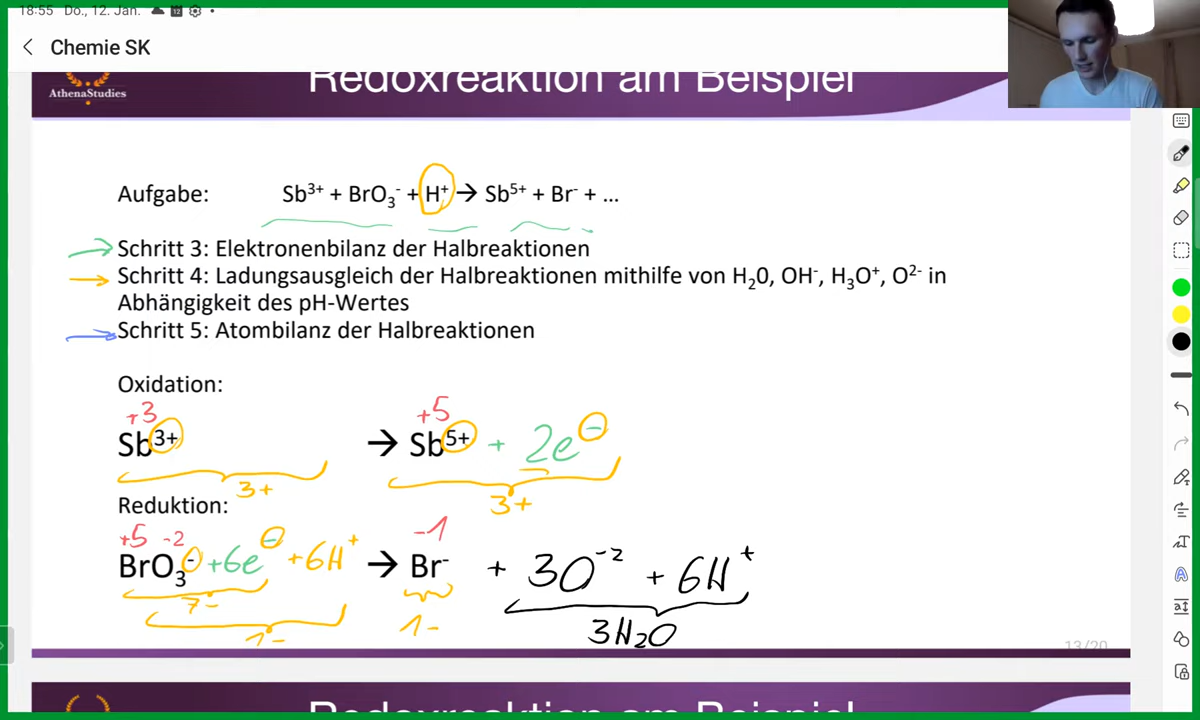 18:55 Do., 12. Jan.
Chemie SK
AthenaStudies
Redoxreaktion am Beispiel
Aufgabe: Sb³⁺ + BrO₃⁻ + H⁺ → Sb⁵⁺ + Br⁻ + ...
Schritt 3: Elektronenbilanz der Halbreaktionen
Schritt 4: Ladungsausgleich der Halbreaktionen mithilfe von H₂0, OH⁻, H₃O⁺, O²⁻ in
Abhängigkeit des pH-Wertes
Schritt 5: Atombilanz der Halbreaktionen
Oxidation:
+3 +5
Sb³⁺ → Sb⁵⁺ + 2e⁻
3+ 3+
Reduktion:
+5 -2 -1
BrO₃⁻ +6e⁻ +6H⁺ → Br⁻ + 3O⁻² + 6H⁺
7-
1- 1- 3H₂O
13/20
Redoxreaktion am Beispiel